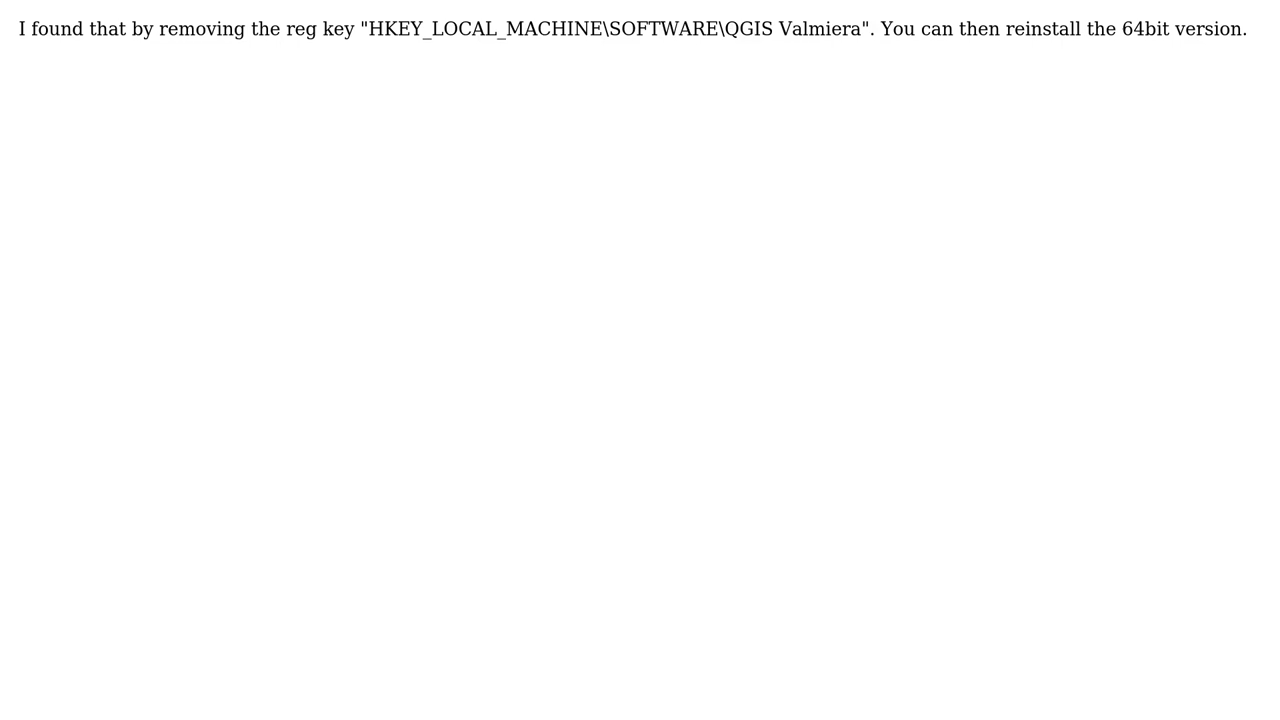 I found that by removing the reg key "HKEY_LOCAL_MACHINE\SOFTWARE\QGIS Valmiera". You can then reinstall the 64bit version.